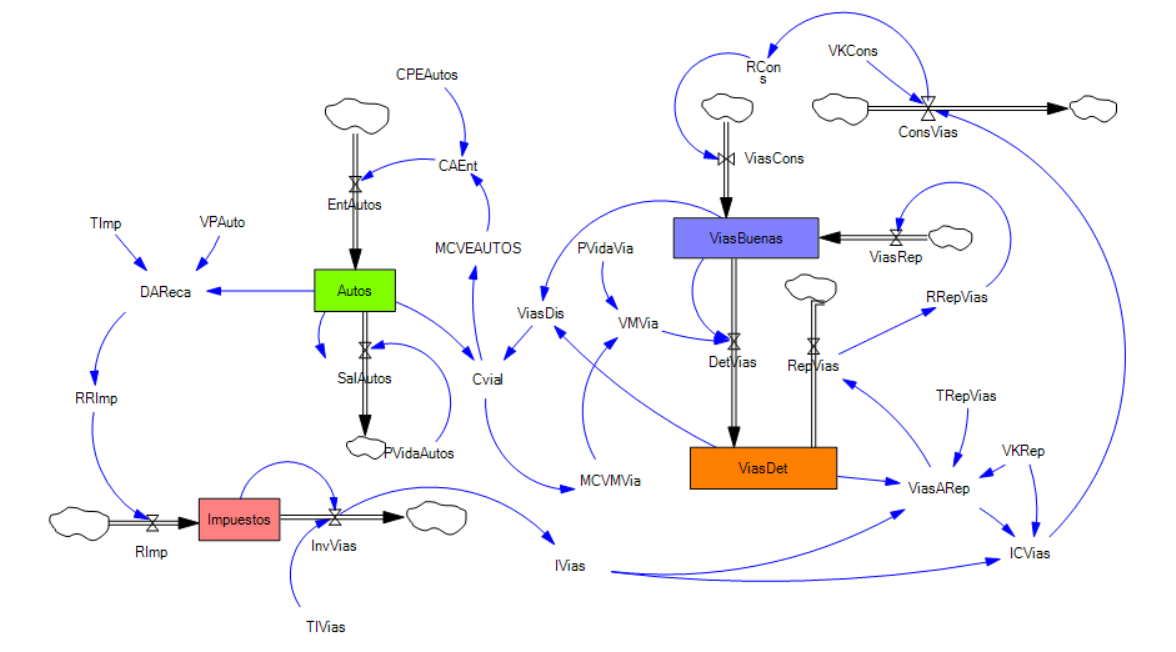 VKCons
RCon
s
CPEAutos
ConsVias
ViasCons
CAEnt
EntAutos
TImp
VPAuto
MCVEAUTOS
PVidaVia
ViasBuenas
ViasRep
DAReca
Autos
ViasDis
VMVia
RRepVias
SalAutos
Cvial
DetVias
RepVias
RRImp
TRepVias
PVidaAutos
VKRep
ViasDet
MCVMVia
ViasARep
Impuestos
RImp
InvVias
IVias
ICVias
TIVias